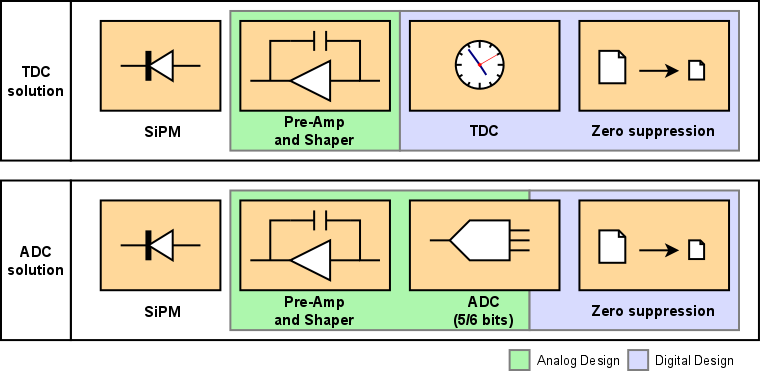 TDC
solution
SiPM
Pre-Amp
and Shaper
TDC
Zero suppression
ADC
solution
SiPM
Pre-Amp
and Shaper
ADC
(5/6 bits)
Zero suppression
Analog Design
Digital Design